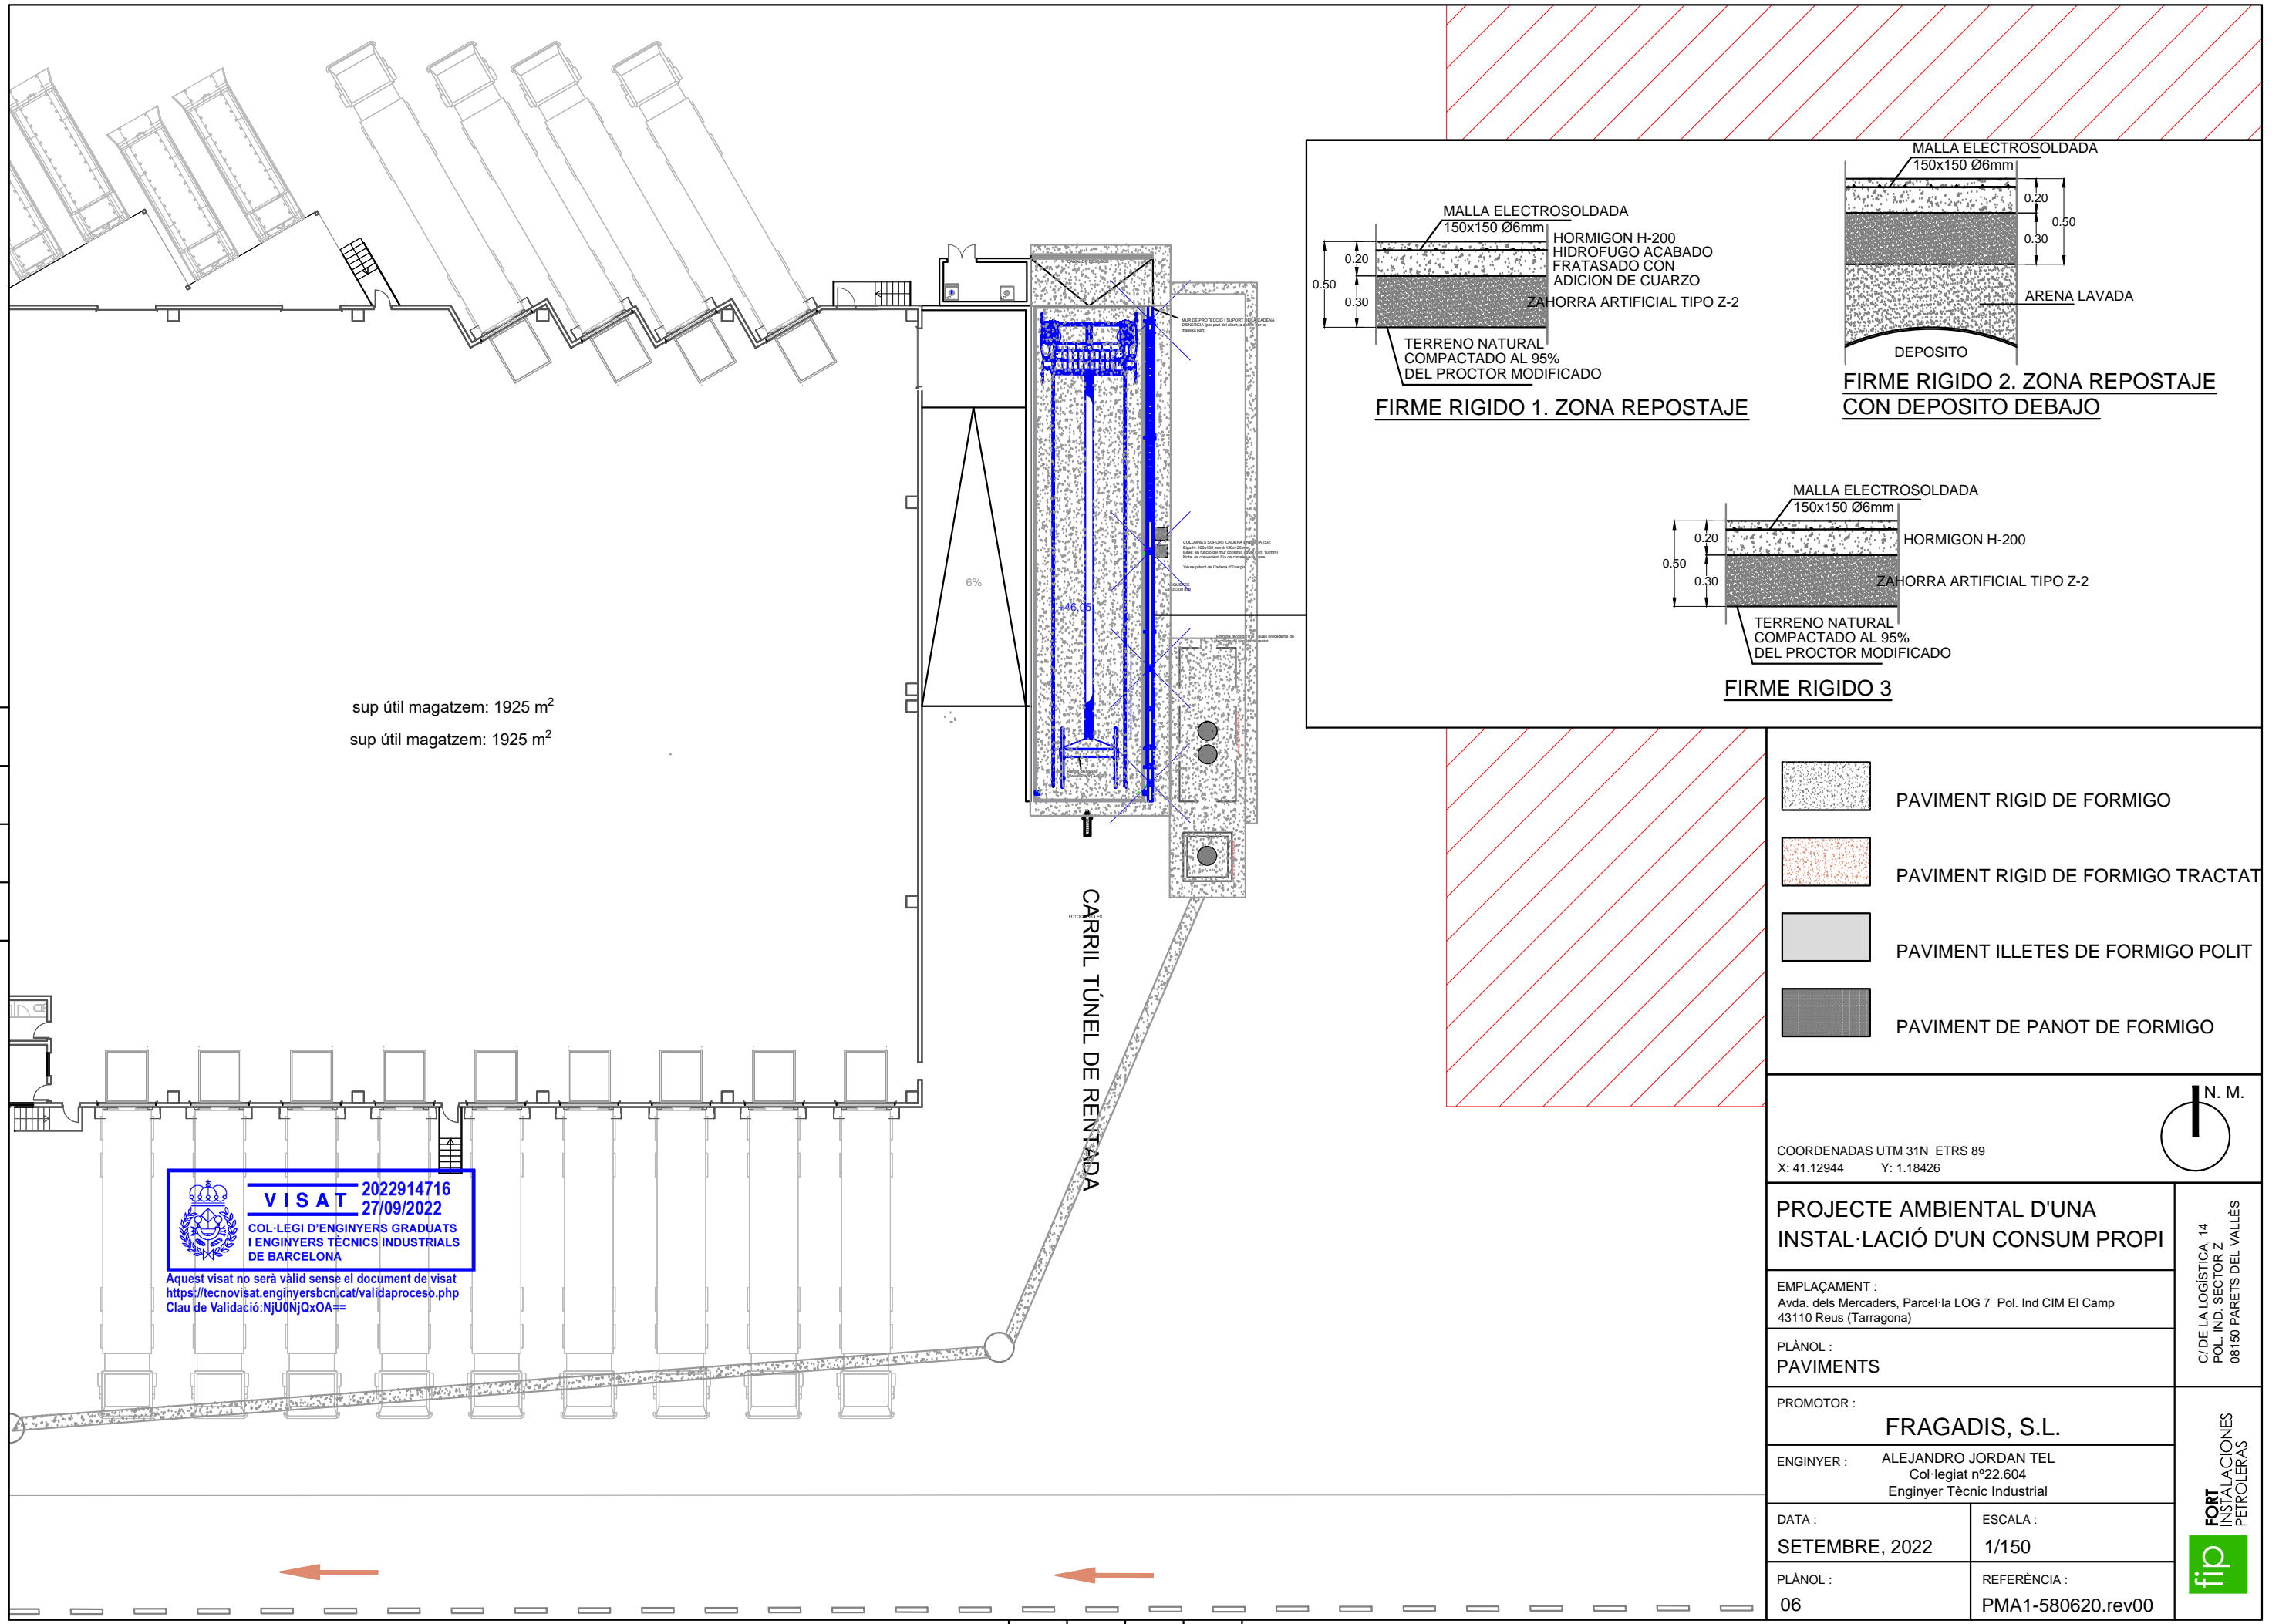 MALLA ELECTROSOLDADA
150x150 Ø6mm
HORMIGON H-200
HIDROFUGO ACABADO
FRATASADO CON
ADICION DE CUARZO
0.20
0.50
0.30
ZAHORRA ARTIFICIAL TIPO Z-2
TERRENO NATURAL
COMPACTADO AL 95%
DEL PROCTOR MODIFICADO
FIRME RIGIDO 1. ZONA REPOSTAJE
MALLA ELECTROSOLDADA
150x150 Ø6mm
0.20
0.50
0.30
ARENA LAVADA
DEPOSITO
FIRME RIGIDO 2. ZONA REPOSTAJE
CON DEPOSITO DEBAJO
MALLA ELECTROSOLDADA
150x150 Ø6mm
0.20
HORMIGON H-200
0.50
0.30
ZAHORRA ARTIFICIAL TIPO Z-2
TERRENO NATURAL
COMPACTADO AL 95%
DEL PROCTOR MODIFICADO
FIRME RIGIDO 3
6%
+46,05
sup útil magatzem: 1925 m²
sup útil magatzem: 1925 m²
CARRIL TÚNEL DE RENTADA
PAVIMENT RIGID DE FORMIGO
PAVIMENT RIGID DE FORMIGO TRACTAT
PAVIMENT ILLETES DE FORMIGO POLIT
PAVIMENT DE PANOT DE FORMIGO
N. M.
COORDENADAS UTM 31N ETRS 89
X: 41.12944 Y: 1.18426
VISAT
2022914716
27/09/2022
COL·LEGI D'ENGINYERS GRADUATS
I ENGINYERS TÈCNICS INDUSTRIALS
DE BARCELONA
Aquest visat no serà vàlid sense el document de visat
https://tecnovisat.enginyersbcn.cat/validaproceso.php
Clau de Validació:NjU0NjQxOA==
PROJECTE AMBIENTAL D'UNA
INSTAL·LACIÓ D'UN CONSUM PROPI
EMPLAÇAMENT :
Avda. dels Mercaders, Parcel·la LOG 7 Pol. Ind CIM El Camp
43110 Reus (Tarragona)
PLÀNOL :
PAVIMENTS
PROMOTOR :
FRAGADIS, S.L.
ENGINYER :
ALEJANDRO JORDAN TEL
Col·legiat nº22.604
Enginyer Tècnic Industrial
DATA :
SETEMBRE, 2022
ESCALA :
1/150
PLÀNOL :
06
REFERÈNCIA :
PMA1-580620.rev00
C/ DE LA LOGÍSTICA, 14
POL. IND. SECTOR Z
08150 PARETS DEL VALLÈS
FORT
INSTALACIONES
PETROLERAS
fip